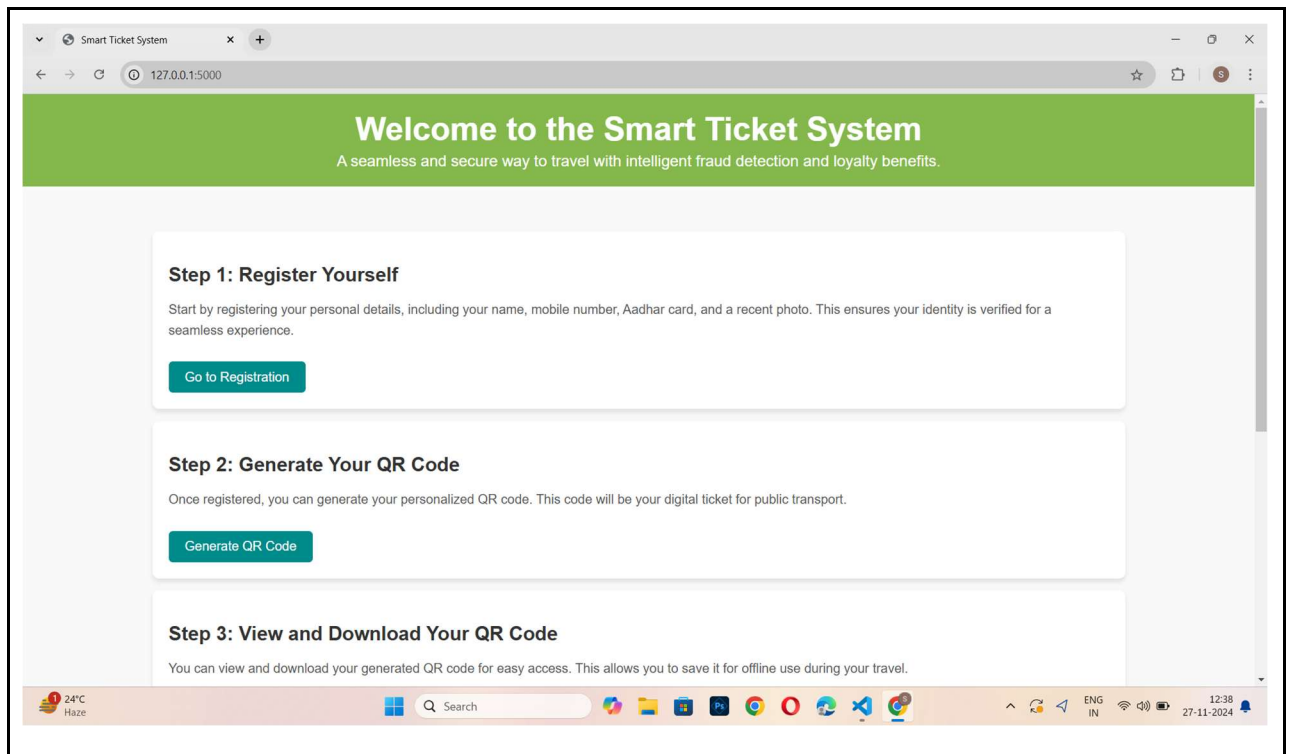 Smart Ticket System
127.0.0.1:5000
S
Welcome to the Smart Ticket System
A seamless and secure way to travel with intelligent fraud detection and loyalty benefits.
Step 1: Register Yourself
Start by registering your personal details, including your name, mobile number, Aadhar card, and a recent photo. This ensures your identity is verified for a
seamless experience.
Go to Registration
Step 2: Generate Your QR Code
Once registered, you can generate your personalized QR code. This code will be your digital ticket for public transport.
Generate QR Code
Step 3: View and Download Your QR Code
You can view and download your generated QR code for easy access. This allows you to save it for offline use during your travel.
1
24°C
Haze
Search
Ps
S
ENG
IN
12:38
27-11-2024